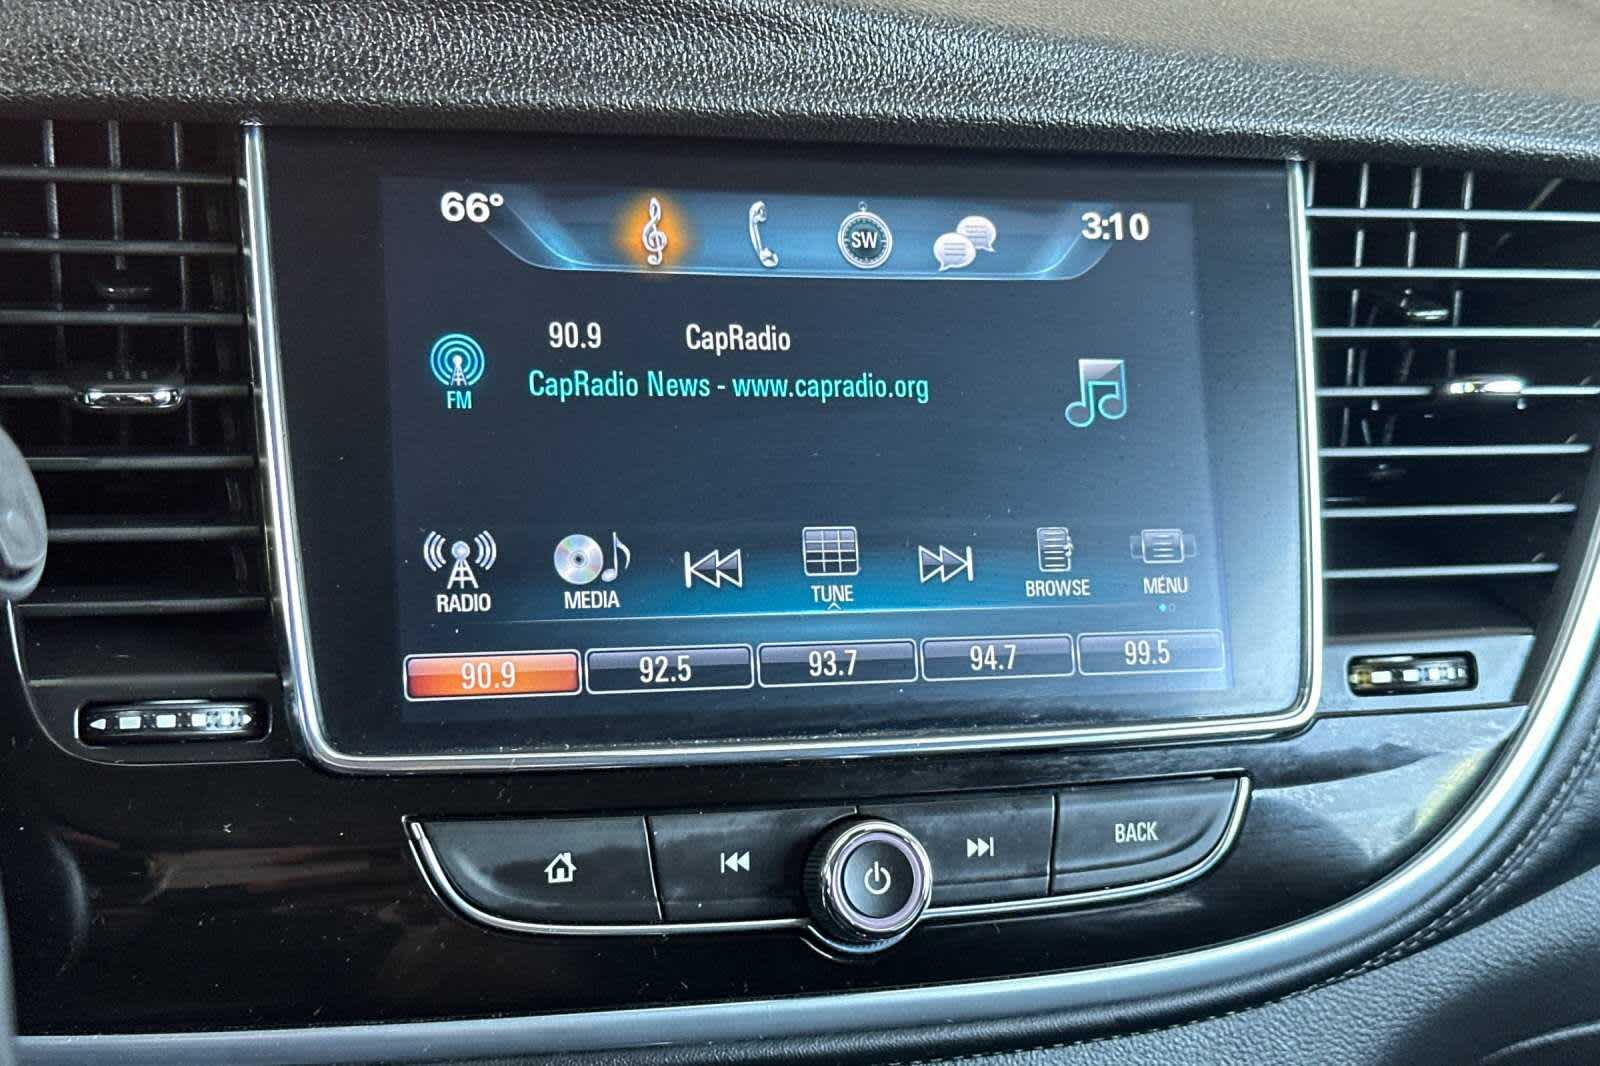 66° SW 3:10
90.9 CapRadio
FM CapRadio News - www.capradio.org
RADIO MEDIA TUNE BROWSE MENU
90.9 92.5 93.7 94.7 99.5
BACK